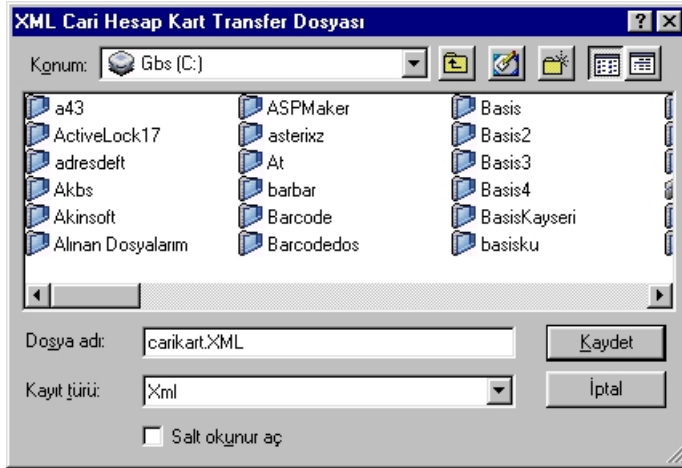 XML Cari Hesap Kart Transfer Dosyası
Konum: Gbs (C:)
a43 ASPMaker Basis
ActiveLock17 asterixz Basis2
adresdeft At Basis3
Akbs barbar Basis4
Akinsoft Barcode BasisKayseri
Alınan Dosyalarım Barcodedos basisku
Dosya adı: carikart.XML Kaydet
Kayıt türü: Xml İptal
Salt okunur aç